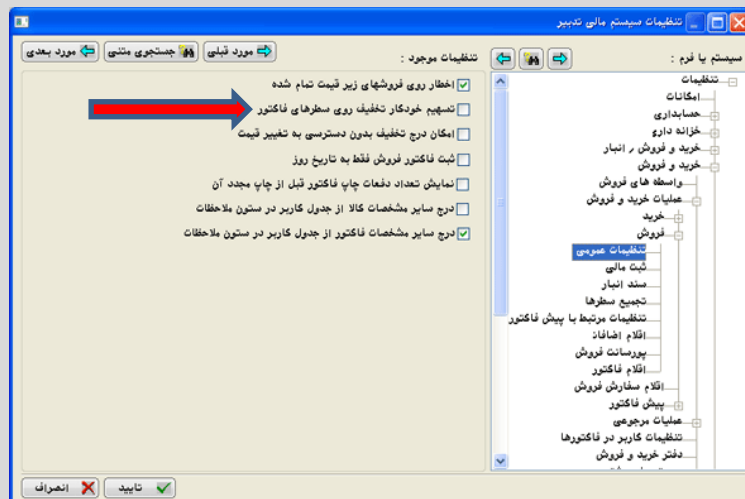 تنظیمات سیستم مالی تدبیر
سیستم یا فرم :
تنظیمات
امکانات
حسابداری
خزانه داری
خرید و فروش / انبار
خرید و فروش
واسطه های فروش
عملیات خرید و فروش
خرید
فروش
تنظیمات عمومی
ثبت مالی
سند انبار
تجمیع سطرها
تنظیمات مرتبط با پیش فاکتور
اقلام اضافات
پورسانت فروش
اقلام فاکتور
اقلام سفارش فروش
پیش فاکتور
عملیات مرجوعی
تنظیمات کاربر در فاکتورها
دفتر خرید و فروش
تنظیمات موجود :
مورد قبلی
جستجوی متنی
مورد بعدی
اخطار روی فروشهای زیر قیمت تمام شده
تسهیم خودکار تخفیف روی سطرهای فاکتور
امکان درج تخفیف بدون دسترسی به تغییر قیمت
ثبت فاکتور فروش فقط به تاریخ روز
نمایش تعداد دفعات چاپ فاکتور قبل از چاپ مجدد آن
درج سایر مشخصات کالا از جدول کاربر در ستون ملاحظات
درج سایر مشخصات فاکتور از جدول کاربر در ستون ملاحظات
تایید
انصراف